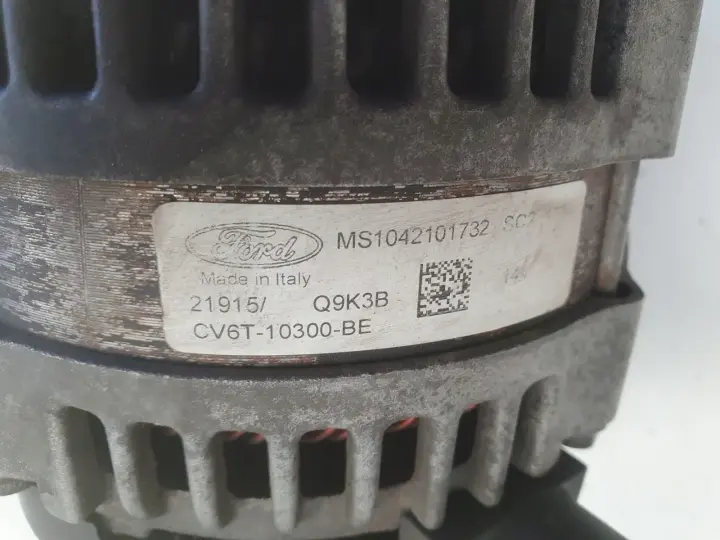 Ford
MS1042101732
Made in Italy
21915/ Q9K3B
CV6T-10300-BE